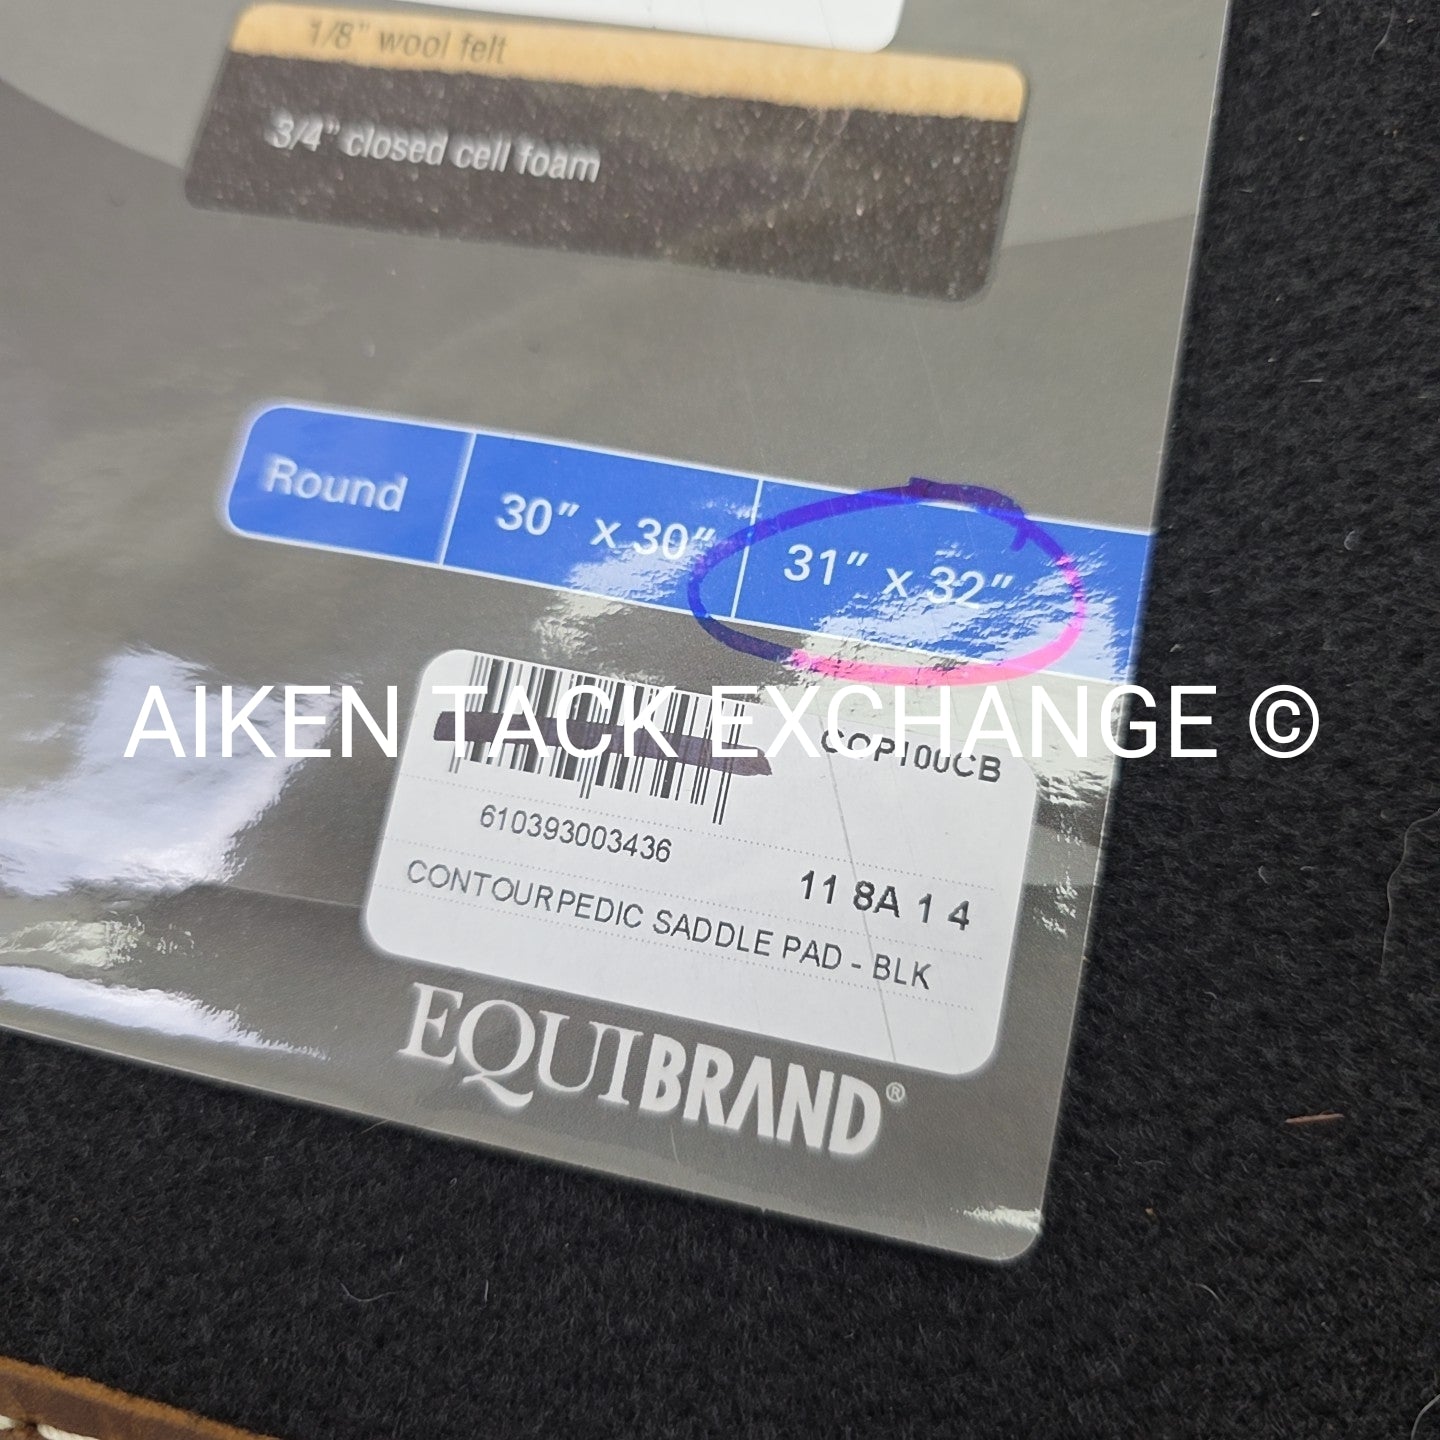 1/8" wool felt
3/4" closed cell foam
Round 30" x 30" 31" x 32"
AIKEN TACK EXCHANGE ©
COP100CB
610393003436
11 8A 1 4
CONTOURPEDIC SADDLE PAD - BLK
EQUIBRAND®